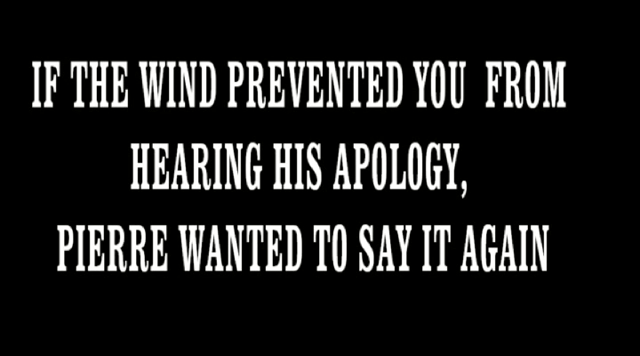 IF THE WIND PREVENTED YOU FROM
HEARING HIS APOLOGY,
PIERRE WANTED TO SAY IT AGAIN